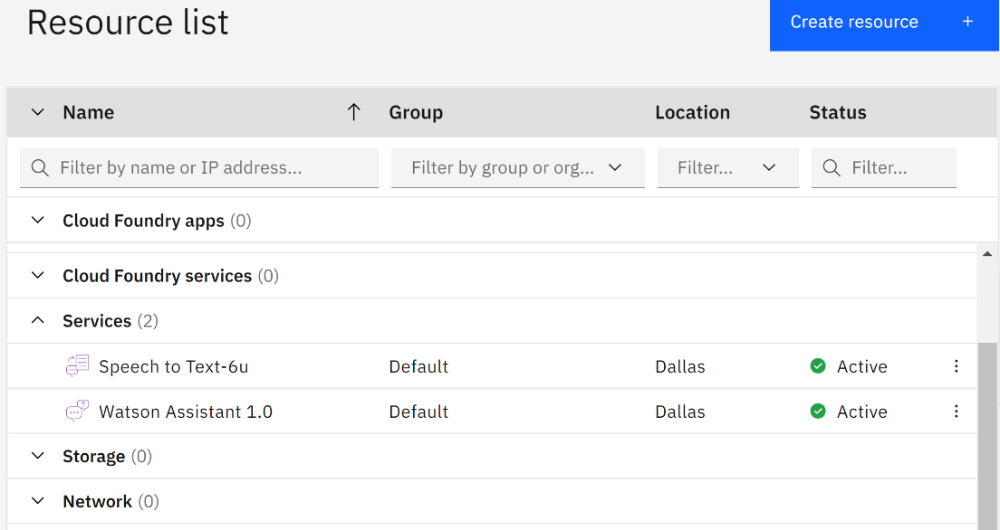 Resource list
Create resource +
Name Group Location Status
Filter by name or IP address... Filter by group or org... Filter... Filter...
Cloud Foundry apps (0)
Cloud Foundry services (0)
Services (2)
Speech to Text-6u Default Dallas Active
Watson Assistant 1.0 Default Dallas Active
Storage (0)
Network (0)